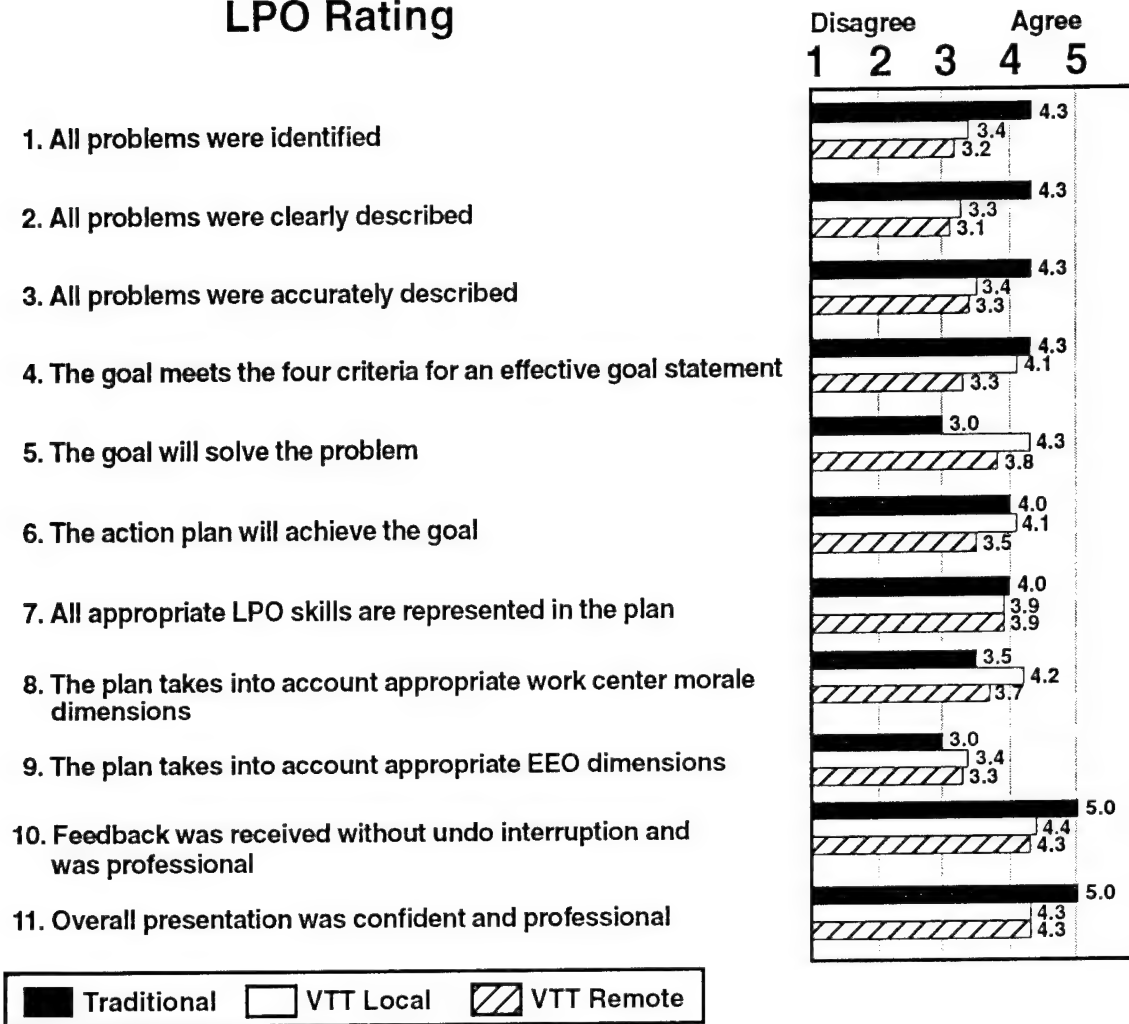 LPO Rating
Disagree Agree
1 2 3 4 5
1. All problems were identified
4.3
3.4
3.2
2. All problems were clearly described
4.3
3.3
3.1
3. All problems were accurately described
4.3
3.4
3.3
4. The goal meets the four criteria for an effective goal statement
4.3
4.1
3.3
5. The goal will solve the problem
3.0
4.3
3.8
6. The action plan will achieve the goal
4.0
4.1
3.5
7. All appropriate LPO skills are represented in the plan
4.0
3.9
3.9
8. The plan takes into account appropriate work center morale
dimensions
3.5
4.2
3.7
9. The plan takes into account appropriate EEO dimensions
3.0
3.4
3.3
10. Feedback was received without undo interruption and
was professional
5.0
4.4
4.3
11. Overall presentation was confident and professional
5.0
4.3
4.3
Traditional VTT Local VTT Remote